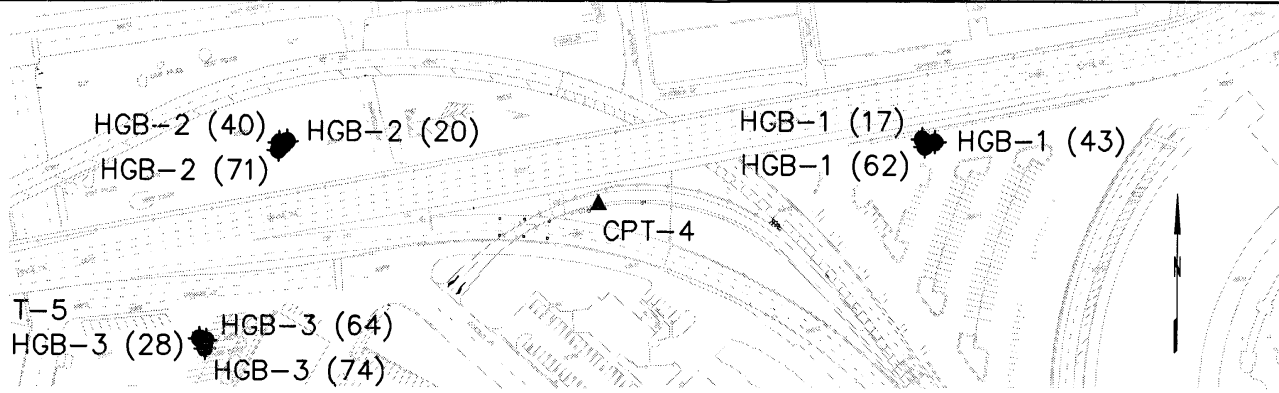 HGB-2 (40)
HGB-2 (20)
HGB-2 (71)
HGB-1 (17)
HGB-1 (43)
HGB-1 (62)
CPT-4
N
T-5
HGB-3 (28)
HGB-3 (64)
HGB-3 (74)